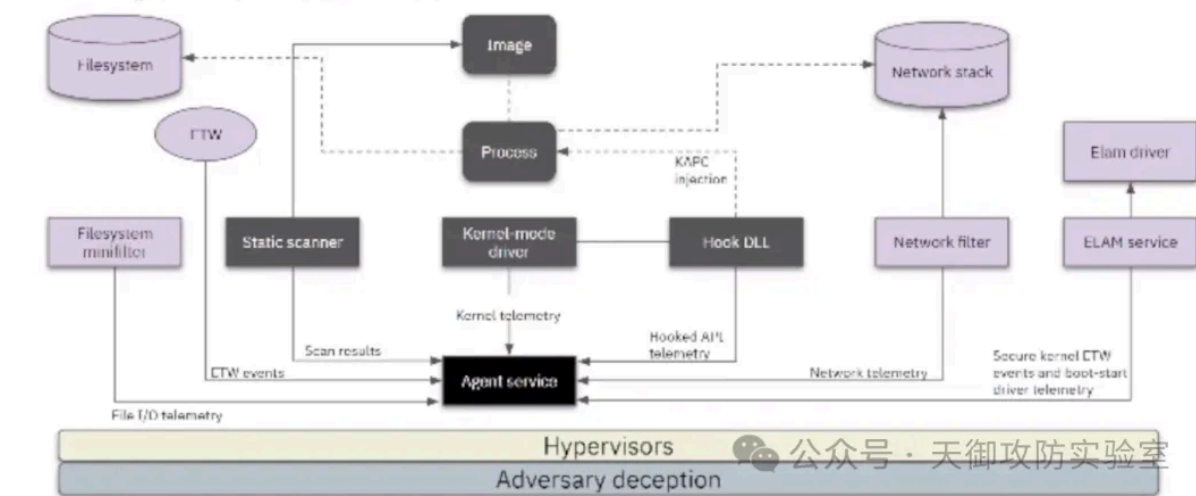 Image
Filesystem
Network stack
ETW
Process
Elam driver
KAPC
injection
Filesystem
minifilter
Static scanner
Kernel-mode
driver
Hook DLL
Network filter
ELAM service
Kernel telemetry
Hooked API
telemetry
Scan results
Secure kernel ETW
events and boot-start
driver telemetry
ETW events
Agent service
Network telemetry
File I/O telemetry
Hypervisors
公众号 · 天御攻防实验室
Adversary deception